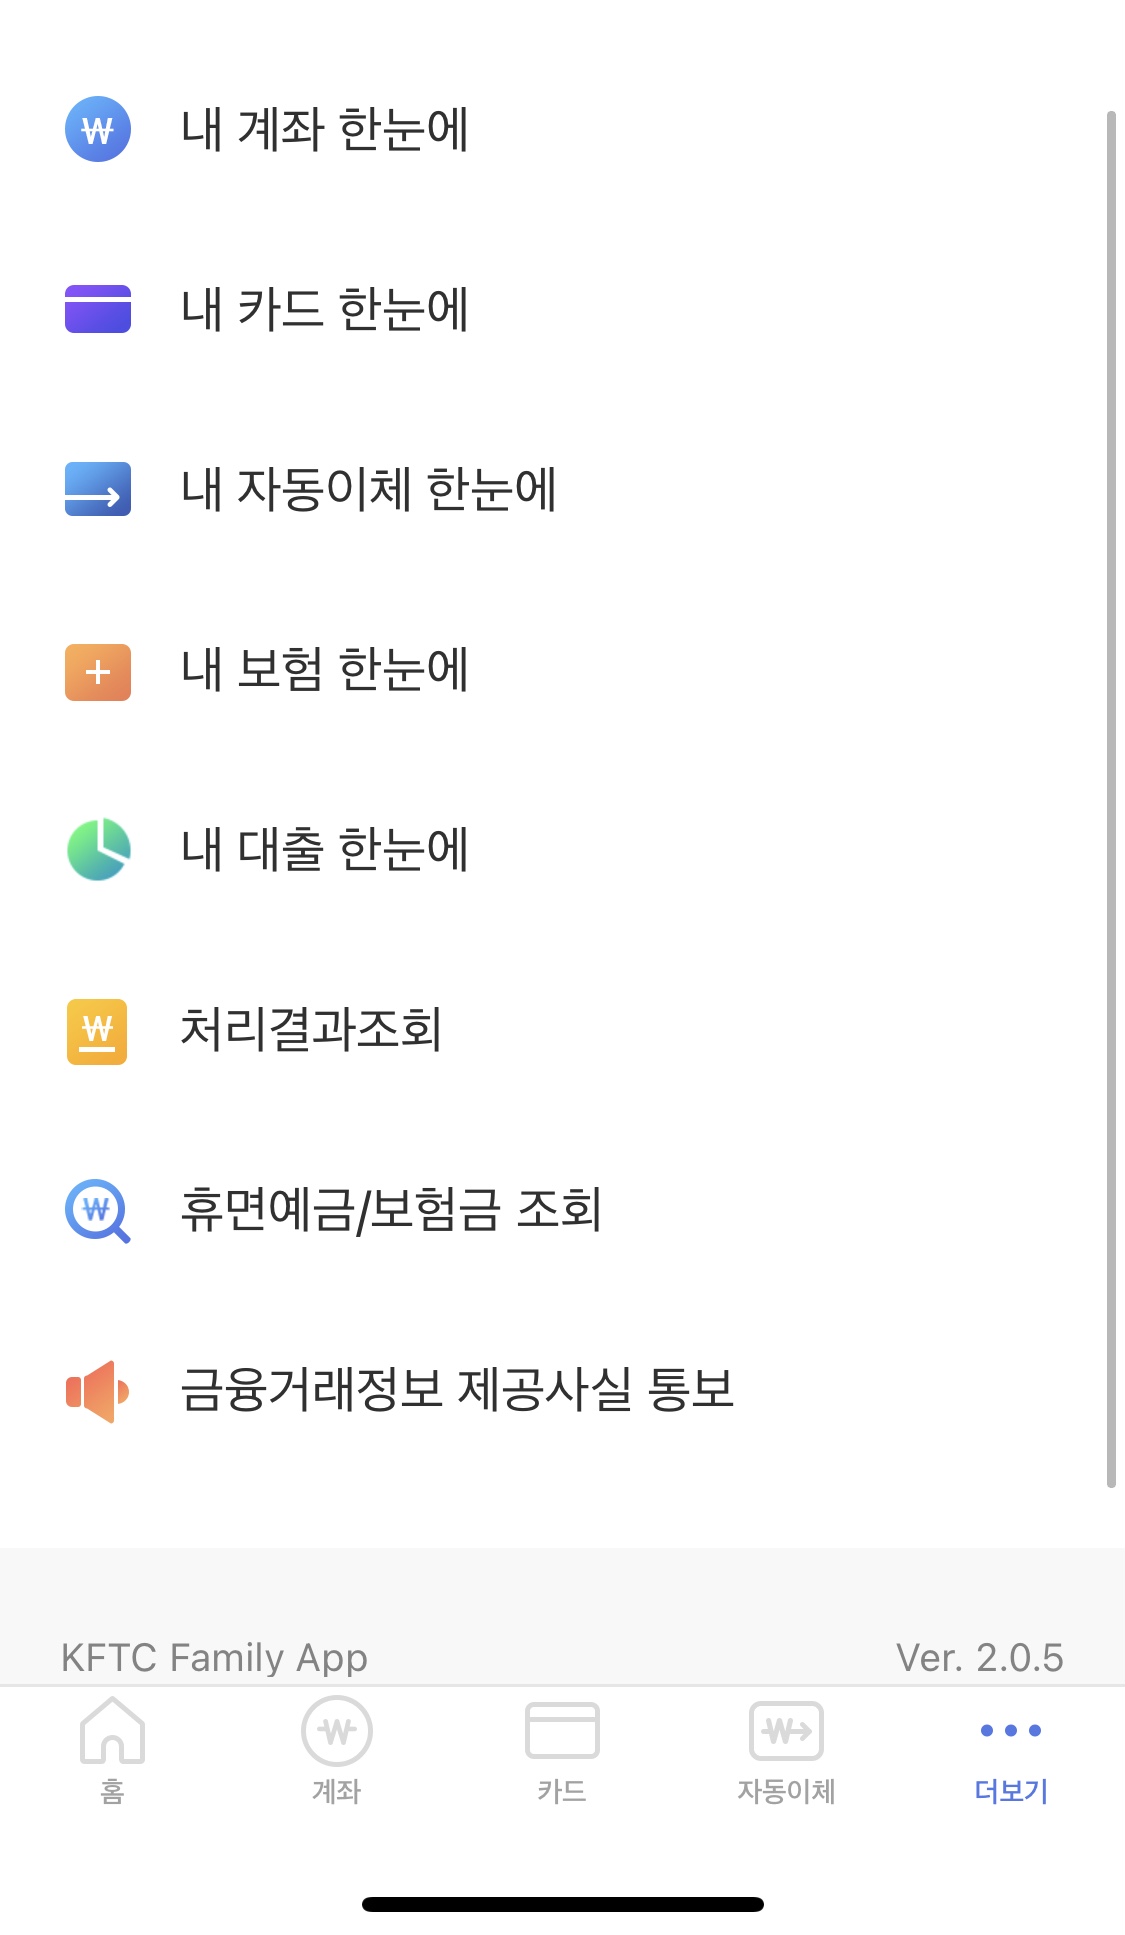 내 계좌 한눈에
내 카드 한눈에
내 자동이체 한눈에
내 보험 한눈에
내 대출 한눈에
처리결과조회
휴면예금/보험금 조회
금융거래정보 제공사실 통보
KFTC Family App Ver. 2.0.5
홈 계좌 카드 자동이체 더보기